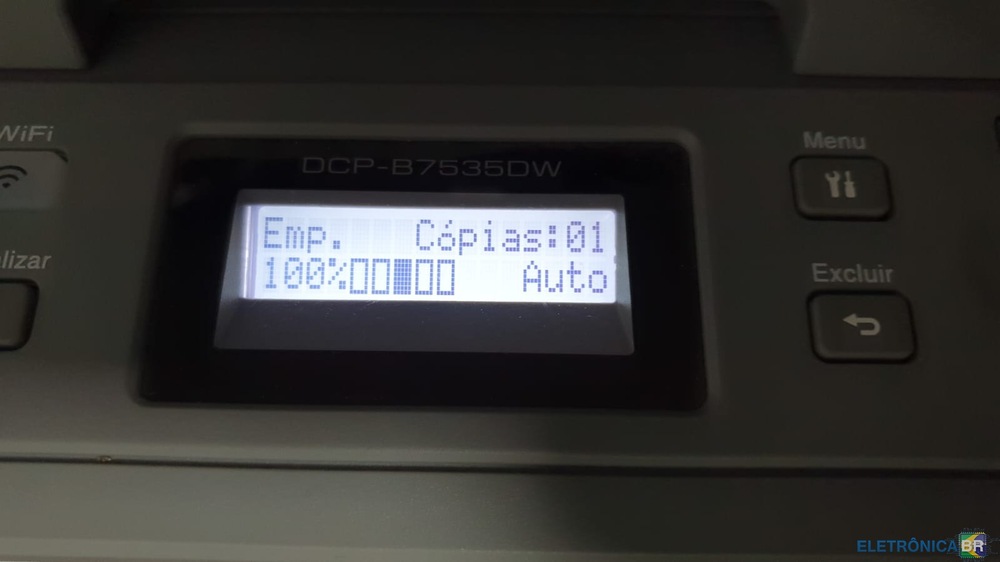 WiFi
lizar
DCP-B7535DW
Emp. Cópias:01
100%▯▯▮▯▯ Auto
Menu
Excluir
ELETRÔNICA BR